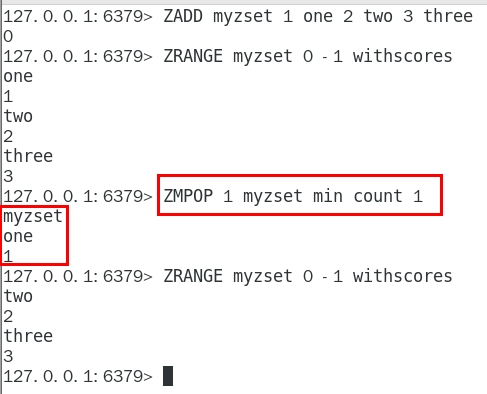 127.0.0.1:6379> ZADD myzset 1 one 2 two 3 three
0
127.0.0.1:6379> ZRANGE myzset 0 -1 withscores
one
1
two
2
three
3
127.0.0.1:6379> ZMPOP 1 myzset min count 1
myzset
one
1
127.0.0.1:6379> ZRANGE myzset 0 -1 withscores
two
2
three
3
127.0.0.1:6379>